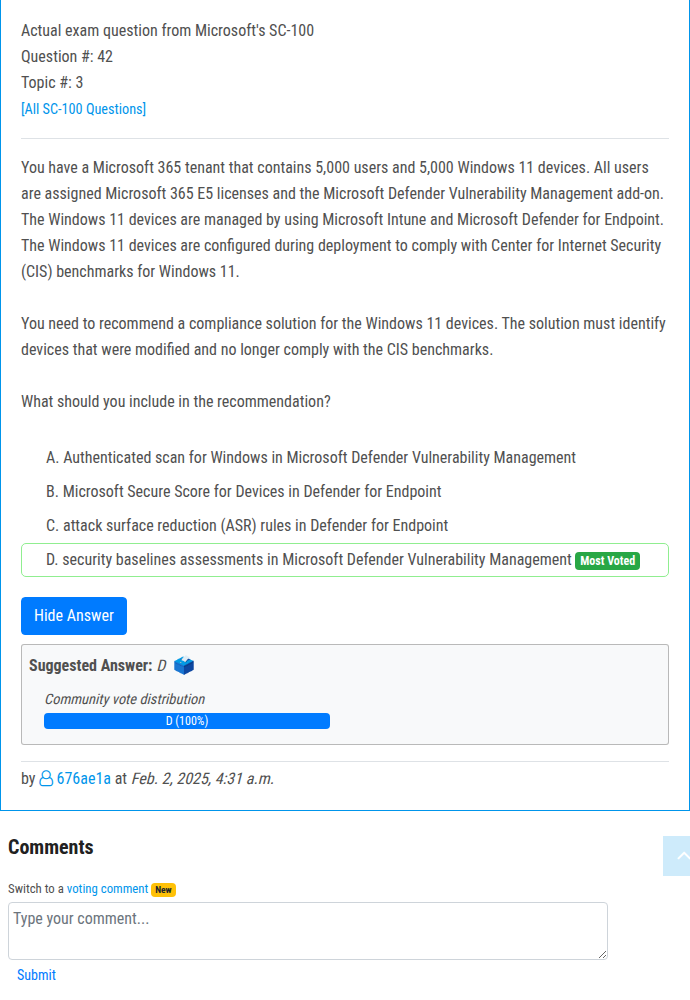 Actual exam question from Microsoft's SC-100
Question #: 42
Topic #: 3
[All SC-100 Questions]
You have a Microsoft 365 tenant that contains 5,000 users and 5,000 Windows 11 devices. All users
are assigned Microsoft 365 E5 licenses and the Microsoft Defender Vulnerability Management add-on.
The Windows 11 devices are managed by using Microsoft Intune and Microsoft Defender for Endpoint.
The Windows 11 devices are configured during deployment to comply with Center for Internet Security
(CIS) benchmarks for Windows 11.
You need to recommend a compliance solution for the Windows 11 devices. The solution must identify
devices that were modified and no longer comply with the CIS benchmarks.
What should you include in the recommendation?
A. Authenticated scan for Windows in Microsoft Defender Vulnerability Management
B. Microsoft Secure Score for Devices in Defender for Endpoint
C. attack surface reduction (ASR) rules in Defender for Endpoint
D. security baselines assessments in Microsoft Defender Vulnerability Management Most Voted
Hide Answer
Suggested Answer: D
Community vote distribution
D (100%)
by 676ae1a at Feb. 2, 2025, 4:31 a.m.
Comments
Switch to a voting comment New
Type your comment...
Submit